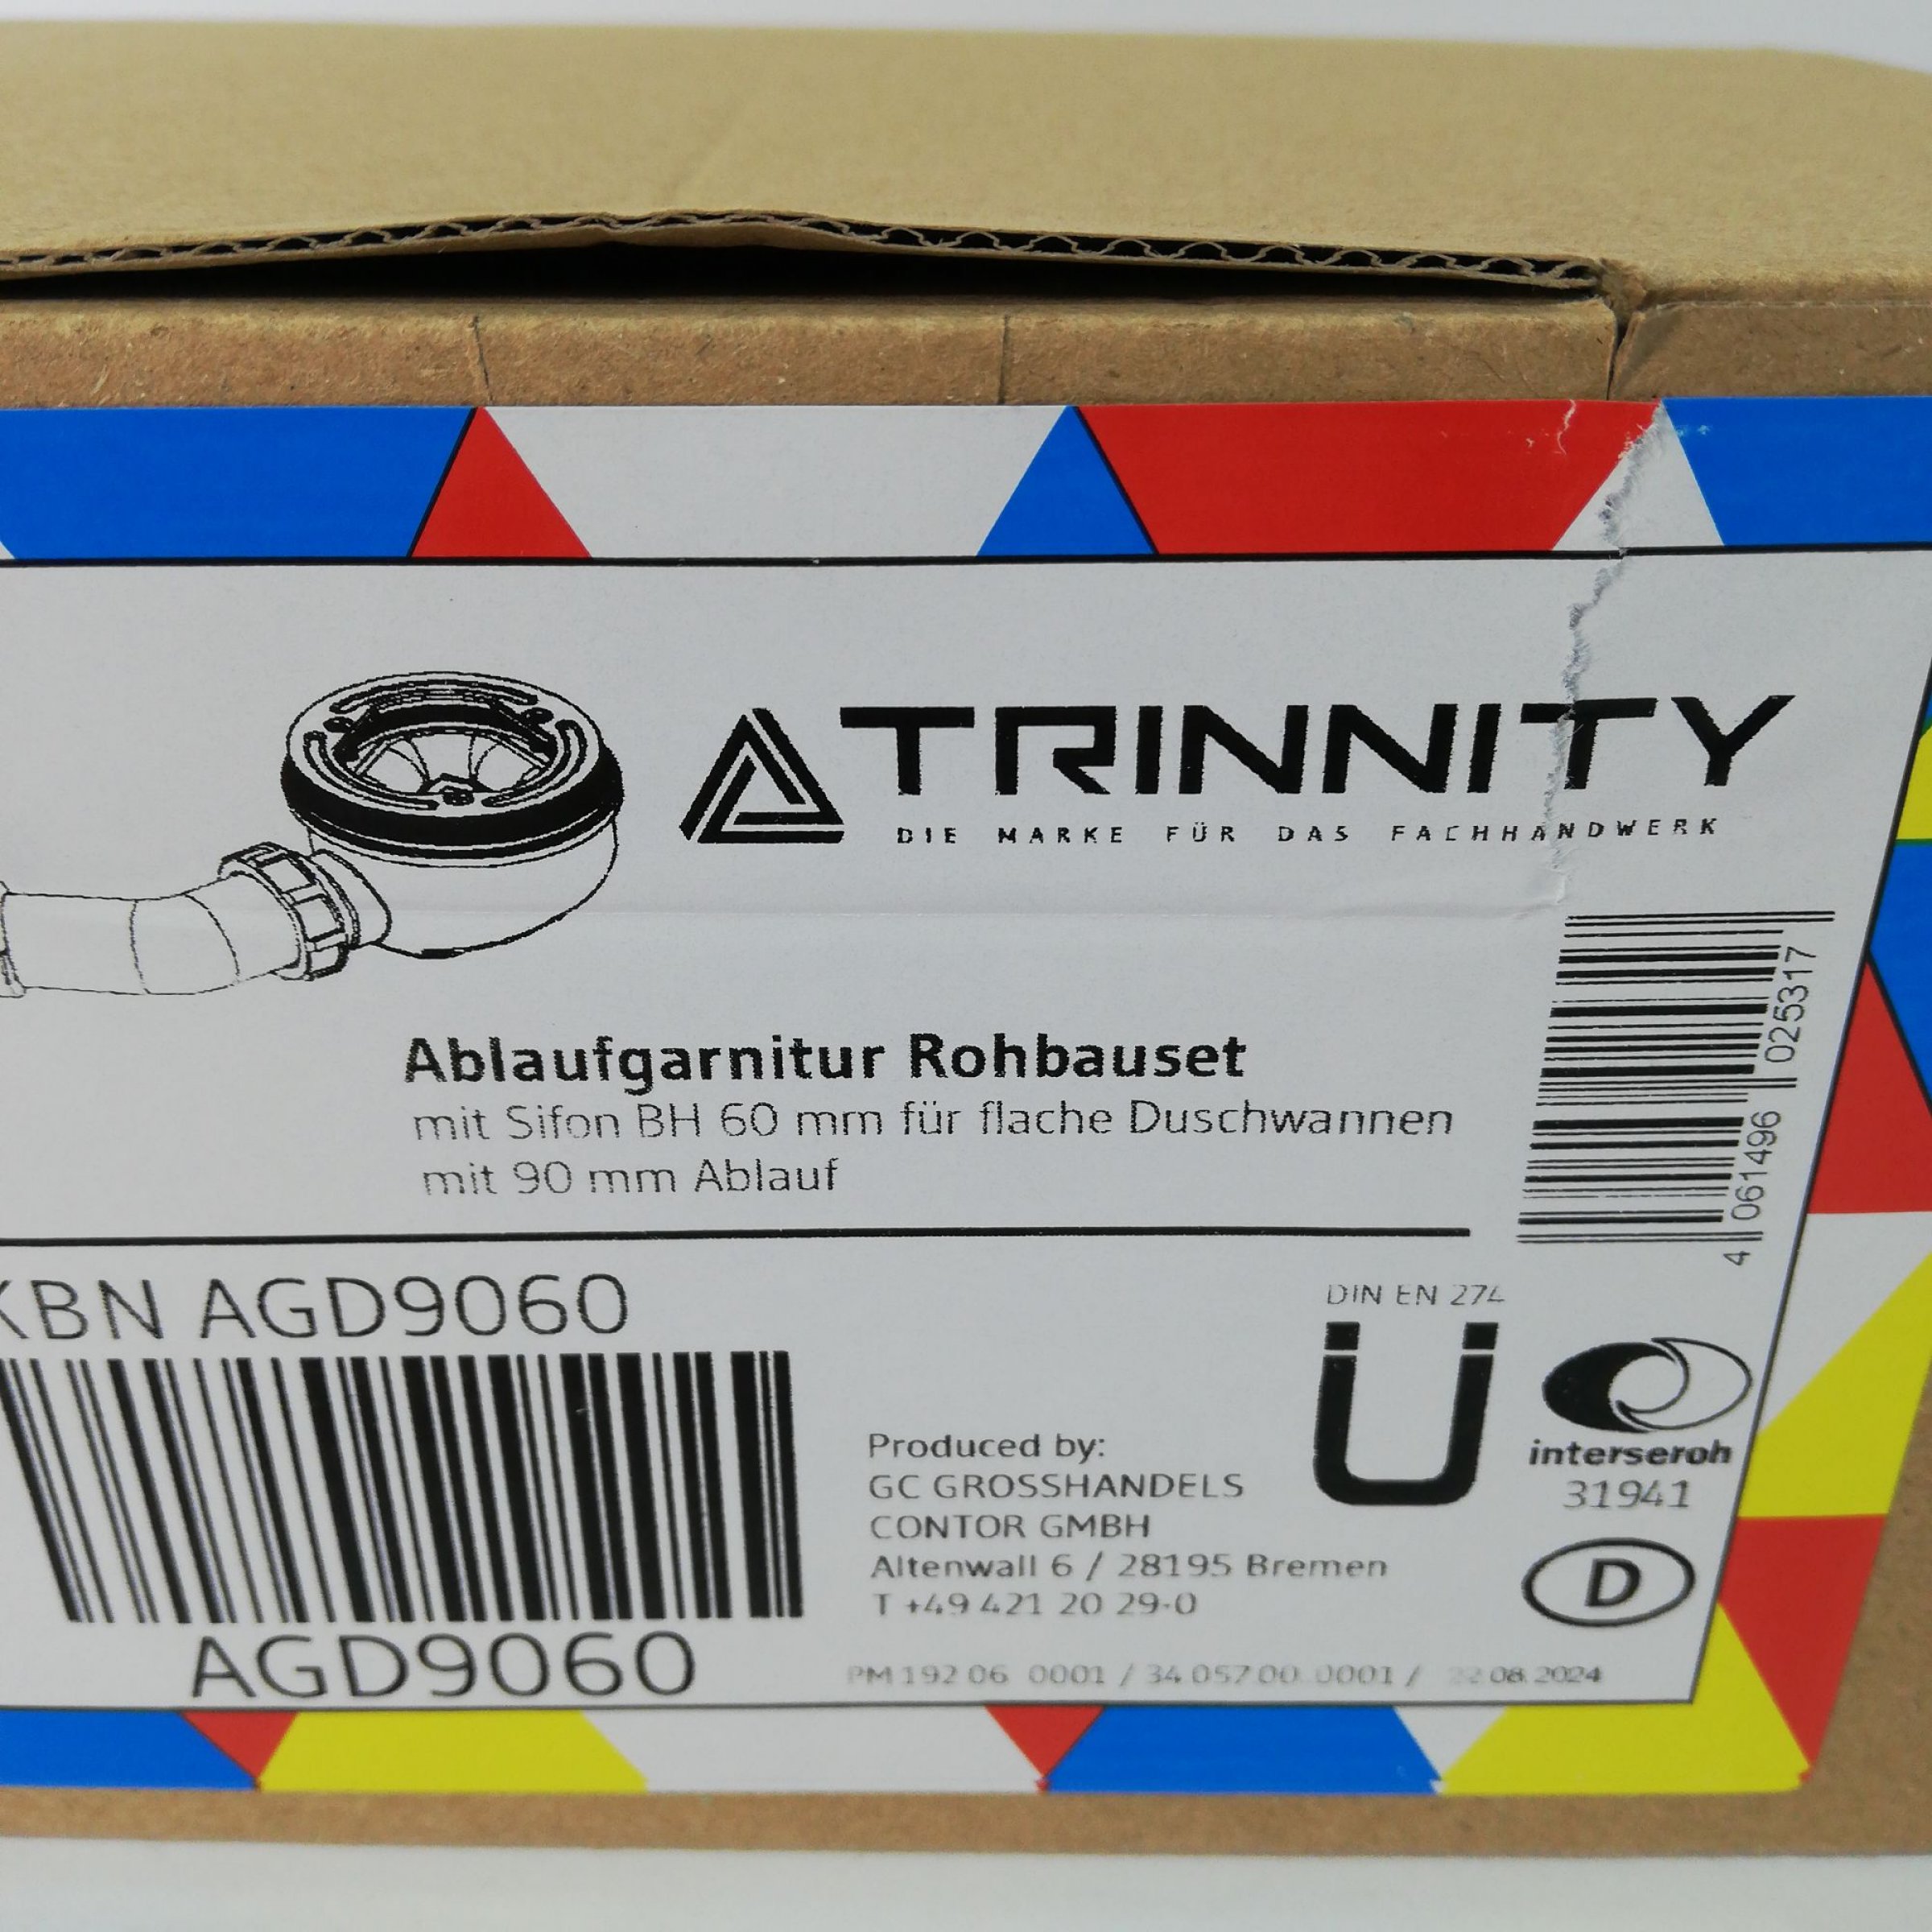 TRINNITY
DIE MARKE FÜR DAS FACHHANDWERK
Ablaufgarnitur Rohbauset
mit Sifon BH 60 mm für flache Duschwannen
mit 90 mm Ablauf
4 061496 025317
KBN AGD9060
AGD9060
DIN EN 274
Ü
interseroh
31941
D
Produced by:
GC GROSSHANDELS
CONTOR GMBH
Altenwall 6 / 28195 Bremen
T +49 421 20 29-0
PM 192 06 0001 / 34 057 00 0001 / 08.2024